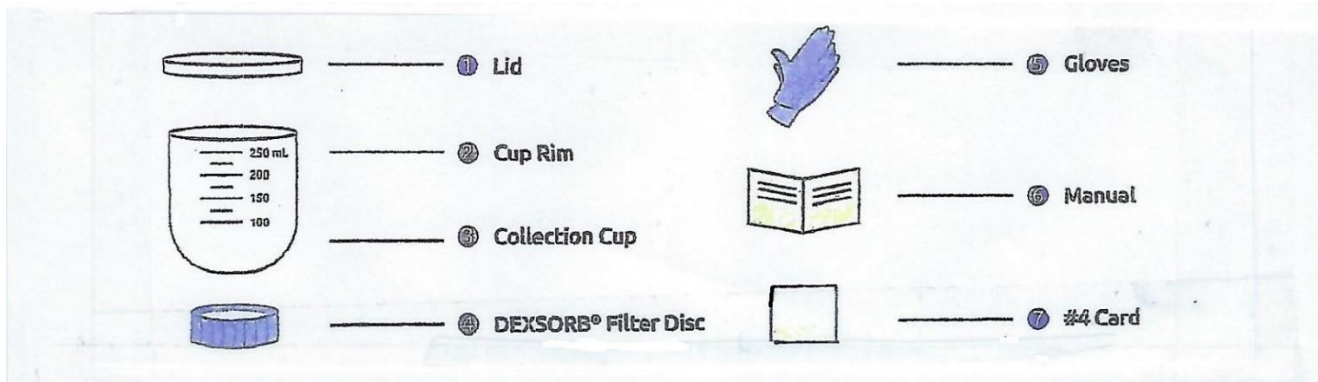 1 Lid
250 mL
200
150
100
2 Cup Rim
3 Collection Cup
4 DEXSORB® Filter Disc
5 Gloves
6 Manual
7 #4 Card